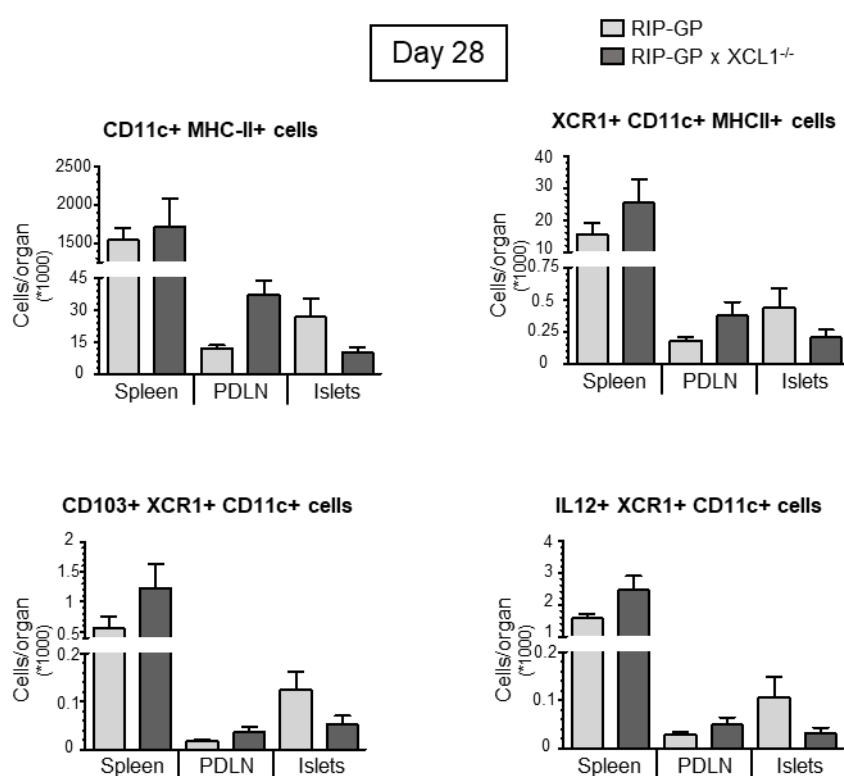 Day 28
RIP-GP
RIP-GP x XCL1-/-
CD11c+ MHC-II+ cells
Cells/organ
(*1000)
2500
2000
1500
45
30
15
0
Spleen PDLN Islets
XCR1+ CD11c+ MHCII+ cells
Cells/organ
(*1000)
40
30
20
10
0.75
0.5
0.25
0
Spleen PDLN Islets
CD103+ XCR1+ CD11c+ cells
Cells/organ
(*1000)
2
1.5
1
0.5
0.2
0.1
0
Spleen PDLN Islets
IL12+ XCR1+ CD11c+ cells
Cells/organ
(*1000)
4
3
2
1
0.2
0.1
0
Spleen PDLN Islets